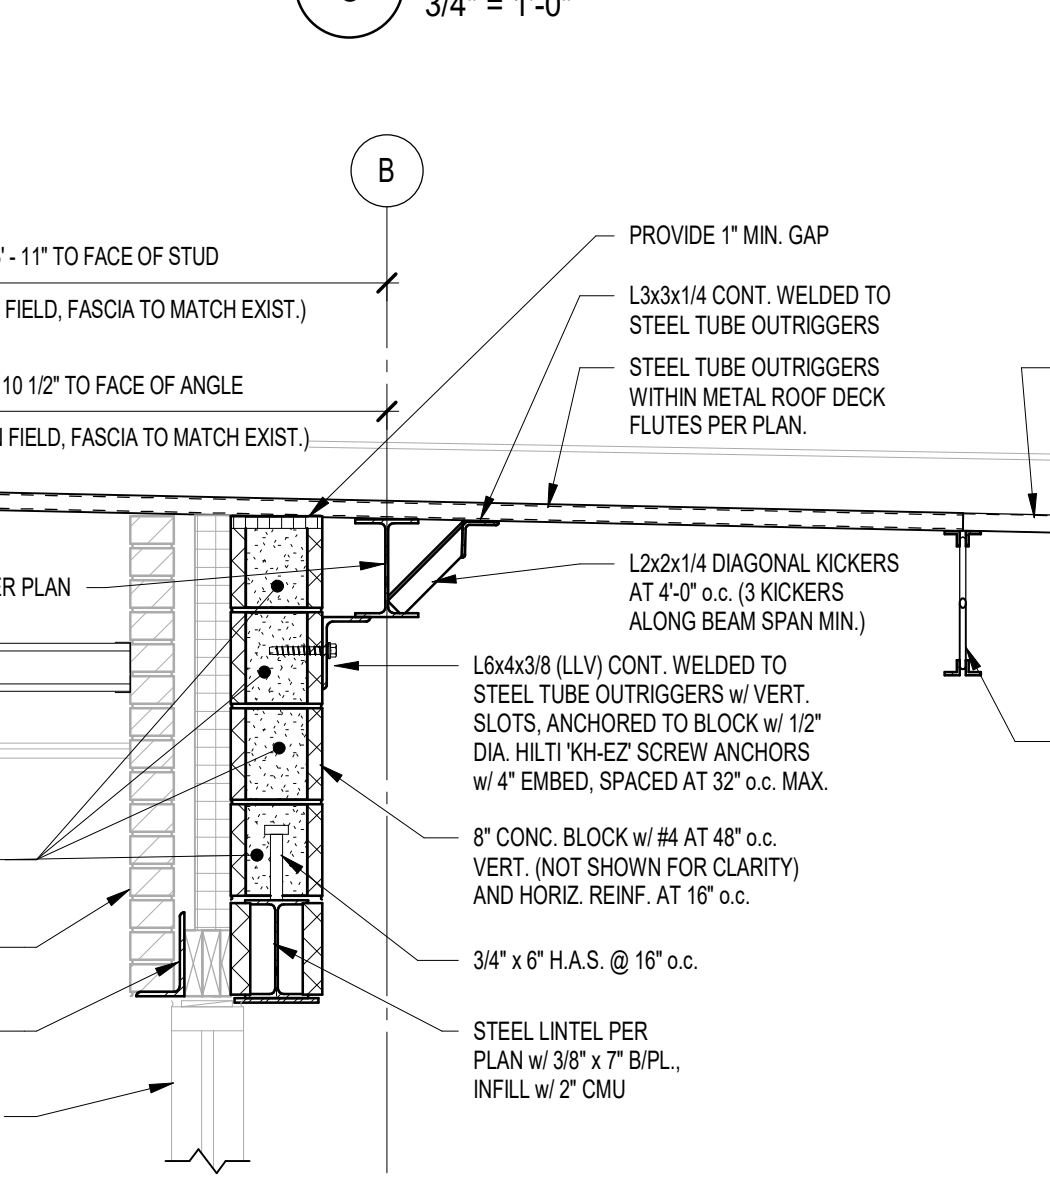 3/4" = 1'-0"
B
' - 11" TO FACE OF STUD
FIELD, FASCIA TO MATCH EXIST.)
10 1/2" TO FACE OF ANGLE
FIELD, FASCIA TO MATCH EXIST.)
PROVIDE 1" MIN. GAP
L3x3x1/4 CONT. WELDED TO
STEEL TUBE OUTRIGGERS
STEEL TUBE OUTRIGGERS
WITHIN METAL ROOF DECK
FLUTES PER PLAN.
PLAN
L2x2x1/4 DIAGONAL KICKERS
AT 4'-0" o.c. (3 KICKERS
ALONG BEAM SPAN MIN.)
L6x4x3/8 (LLV) CONT. WELDED TO
STEEL TUBE OUTRIGGERS w/ VERT.
SLOTS, ANCHORED TO BLOCK w/ 1/2"
DIA. HILTI 'KH-EZ' SCREW ANCHORS
w/ 4" EMBED, SPACED AT 32" o.c. MAX.
8" CONC. BLOCK w/ #4 AT 48" o.c.
VERT. (NOT SHOWN FOR CLARITY)
AND HORIZ. REINF. AT 16" o.c.
3/4" x 6" H.A.S. @ 16" o.c.
STEEL LINTEL PER
PLAN w/ 3/8" x 7" B/PL.,
INFILL w/ 2" CMU